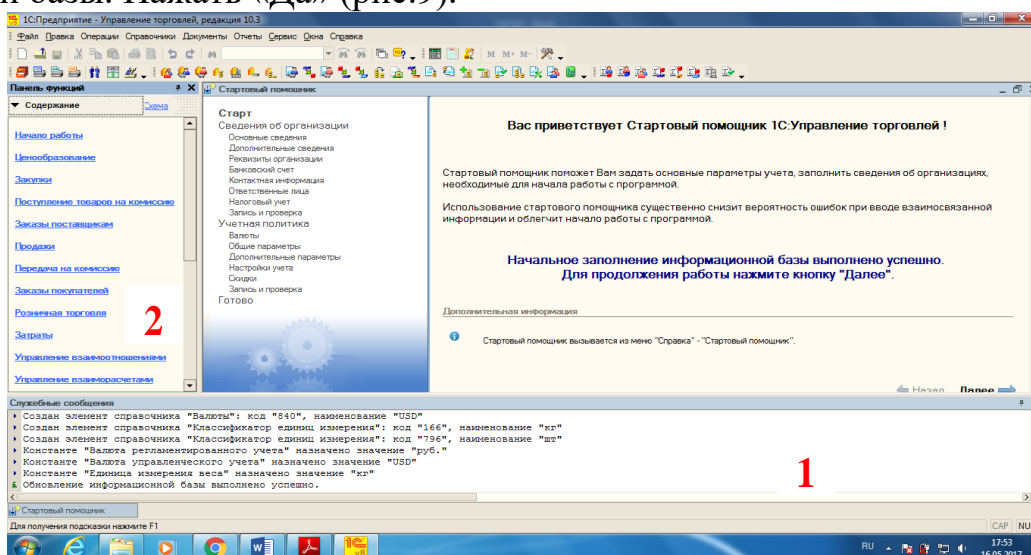 базы. Нажать «Да» (рис.9).
1С:Предприятие - Управление торговлей, редакция 10.3
Файл Правка Операции Справочники Документы Отчеты Сервис Окна Справка
M M+ M-
Панель функций
Стартовый помощник
Содержание
Схема
Начало работы
Ценообразование
Закупки
Поступление товаров на комиссию
Заказы поставщикам
Продажи
Передача на комиссию
Заказы покупателей
Розничная торговля
Затраты
Управление взаимоотношениями
Управление взаиморасчетами
2
Старт
Сведения об организации
Основные сведения
Дополнительные сведения
Реквизиты организации
Банковский счет
Контактная информация
Ответственные лица
Налоговый учет
Запись и проверка
Учетная политика
Валюты
Общие параметры
Дополнительные параметры
Настройки учета
Скидки
Запись и проверка
Готово
Вас приветствует Стартовый помощник 1С:Управление торговлей !
Стартовый помощник поможет Вам задать основные параметры учета, заполнить сведения об организациях,
необходимые для начала работы с программой.
Использование стартового помощника существенно снизит вероятность ошибок при вводе взаимосвязанной
информации и облегчит начало работы с программой.
Начальное заполнение информационной базы выполнено успешно.
Для продолжения работы нажмите кнопку "Далее".
Дополнительная информация
Стартовый помощник вызывается из меню "Справка" - "Стартовый помощник".
Назад Далее
Служебные сообщения
Создан элемент справочника "Валюты": код "840", наименование "USD"
Создан элемент справочника "Классификатор единиц измерения": код "166", наименование "кг"
Создан элемент справочника "Классификатор единиц измерения": код "796", наименование "шт"
Константе "Валюта регламентированного учета" назначено значение "руб."
Константе "Валюта управленческого учета" назначено значение "USD"
Константе "Единица измерения веса" назначено значение "кг"
Обновление информационной базы выполнено успешно.
1
Стартовый помощник
Для получения подсказки нажмите F1
CAP NU
RU
17:53
16.05.2017